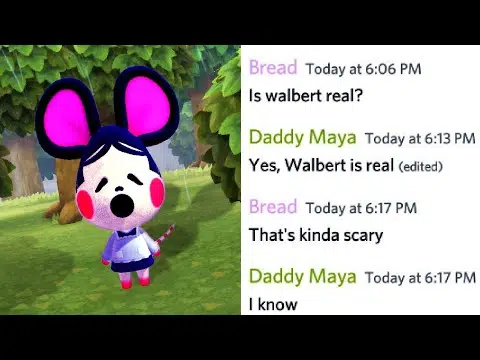 Bread Today at 6:06 PM
Is walbert real?
Daddy Maya Today at 6:13 PM
Yes, Walbert is real (edited)
Bread Today at 6:17 PM
That's kinda scary
Daddy Maya Today at 6:17 PM
I know